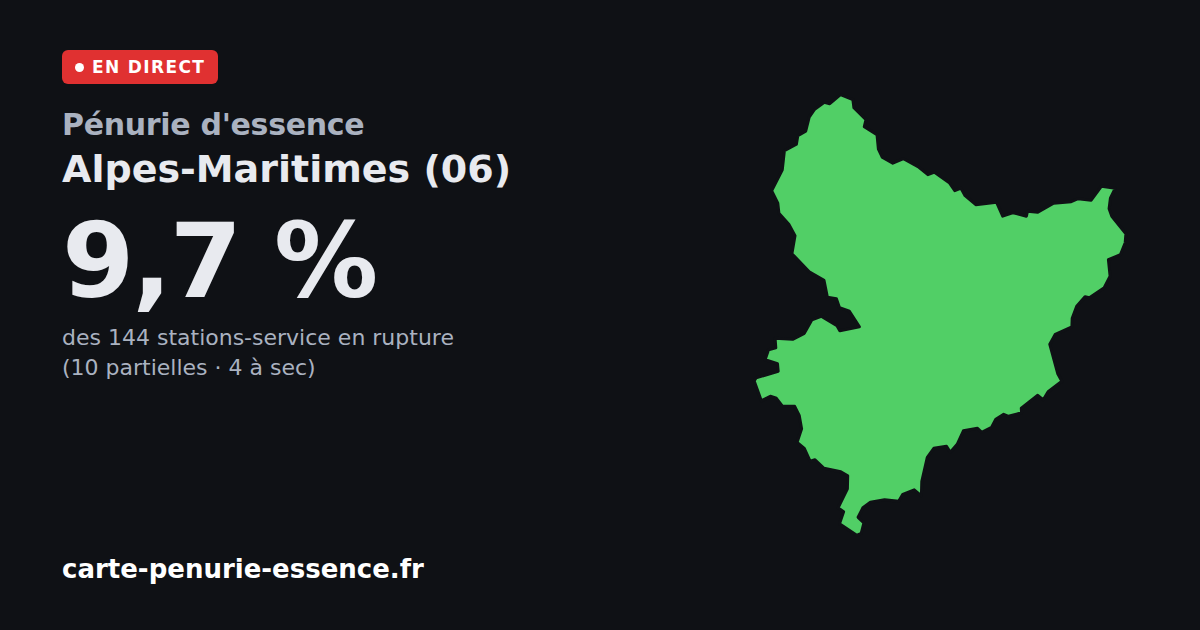 EN DIRECT
Pénurie d'essence
Alpes-Maritimes (06)
9,7 %
des 144 stations-service en rupture
(10 partielles · 4 à sec)
carte-penurie-essence.fr